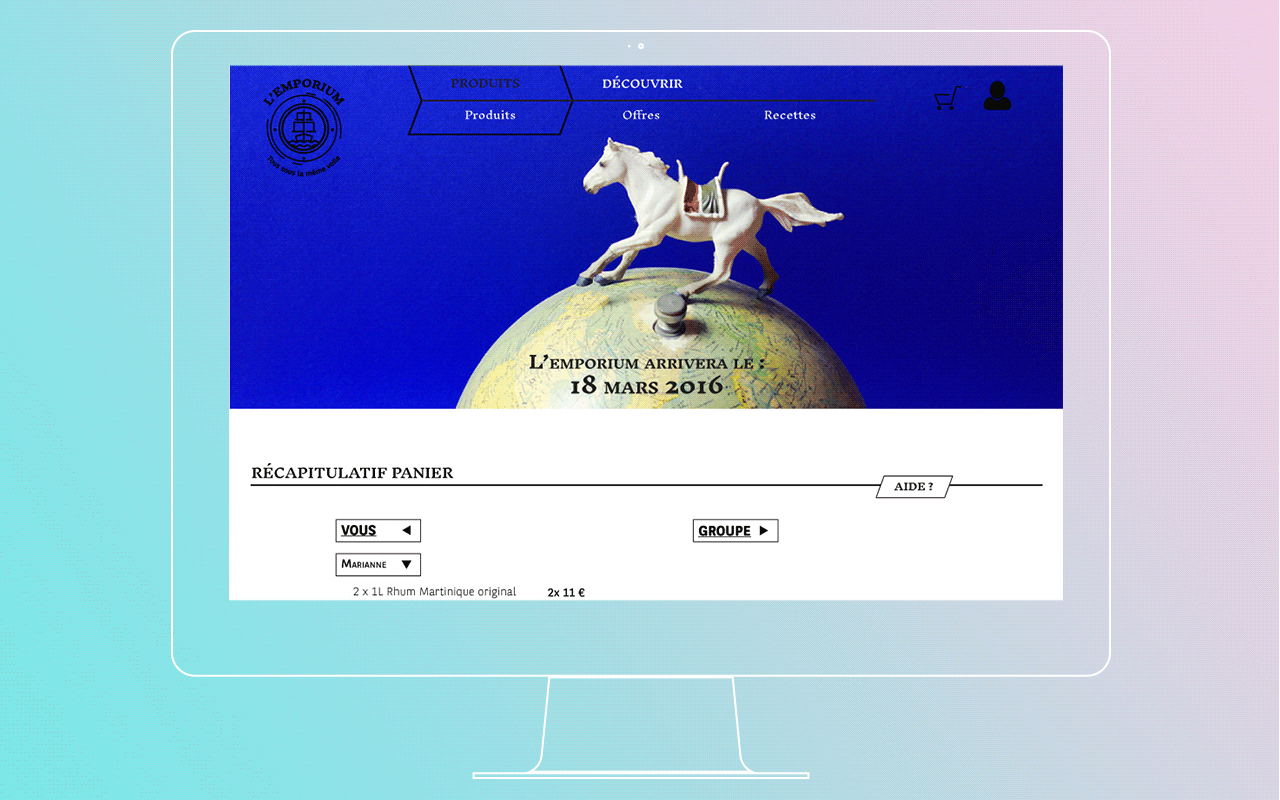 L'EMPORIUM
Tous sous la même voile
PRODUITS
DÉCOUVRIR
Produits
Offres
Recettes
L'EMPORIUM ARRIVERA LE :
18 MARS 2016
RÉCAPITULATIF PANIER
AIDE ?
VOUS
GROUPE
MARIANNE
2 x 1L Rhum Martinique original 2x 11 €